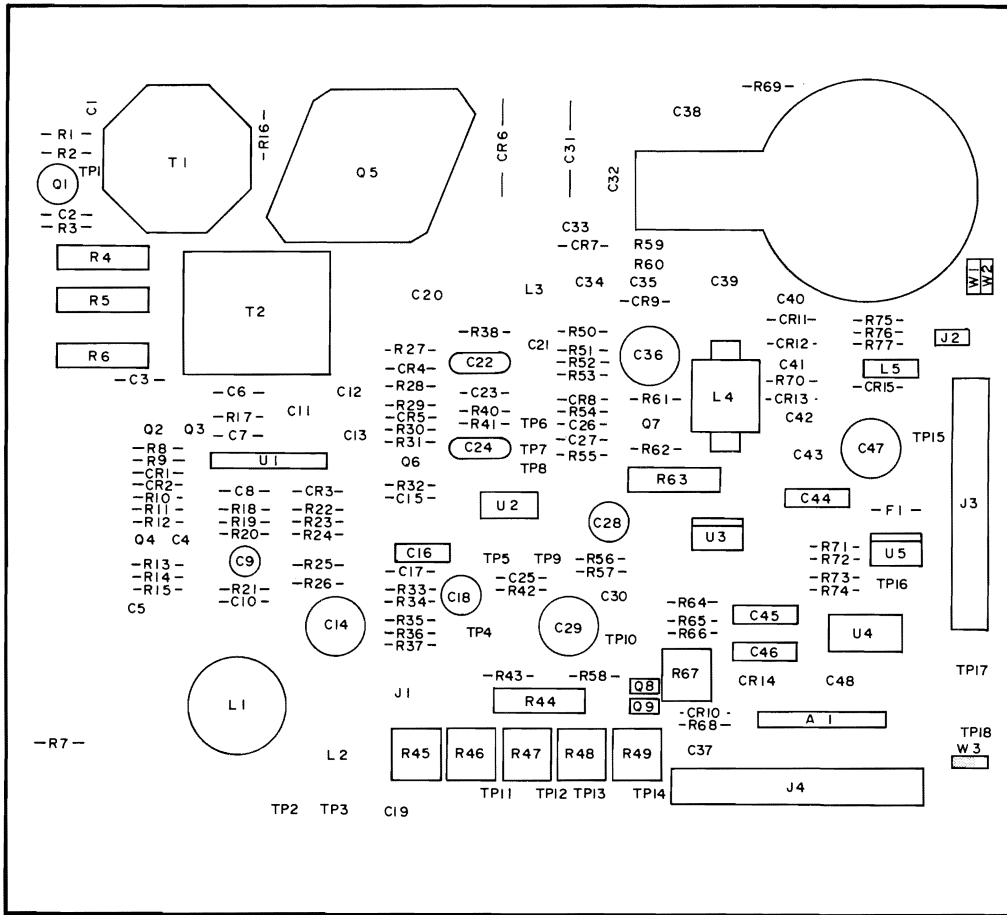 -R69-
C1
-R16-
-CR6-
-C31-
C38
-R1-
-R2-
TP1
T1
Q5
C32
Q1
-C2-
-R3-
C33
-CR7-
R59
R4
R60
W1
W2
C34
C35
C39
L3
R5
C20
-CR9-
C40
T2
-CR11-
-R75-
-R38-
-R50-
-R76-
J2
C21
-CR12-
-R77-
R6
-R27-
-R51-
C36
C22
-R52-
C41
L5
-CR4-
-R53-
-C3-
-R70-
-CR15-
-R28-
-C6-
C12
-C23-
-CR8-
-R61-
L4
-CR13-
-R29-
C11
-R40-
-R54-
-R17-
-CR5-
-R41-
TP6
-C26-
Q7
C42
Q2
Q3
-C7-
C13
-R30-
-R31-
-C27-
TP15
-R8-
C24
TP7
-R55-
-R62-
C43
C47
-R9-
U1
Q6
TP8
-CR1-
-CR2-
-R32-
R63
-R10-
-C8-
-CR3-
-C15-
C44
-R11-
-R18-
-R22-
U2
-F1-
J3
-R12-
-R19-
-R23-
C28
-R20-
-R24-
U3
Q4
C4
C16
-R71-
U5
C9
TP5
TP9
-R56-
-R72-
-R13-
-R25-
-C17-
-R57-
-R14-
-R26-
-C25-
-R73-
TP16
-R15-
-R21-
-R33-
-R42-
-R74-
-C10-
-R34-
C18
C30
-R64-
C5
C45
-R35-
-R65-
C14
-R36-
TP4
C29
TP10
-R66-
U4
-R37-
C46
-R43-
-R58-
R67
TP17
Q8
CR14
C48
J1
R44
L1
Q9
-CR10-
A1
-R68-
TP18
-R7-
W3
L2
R45
R46
R47
R48
R49
C37
J4
TP11
TP12
TP13
TP14
TP2
TP3
C19